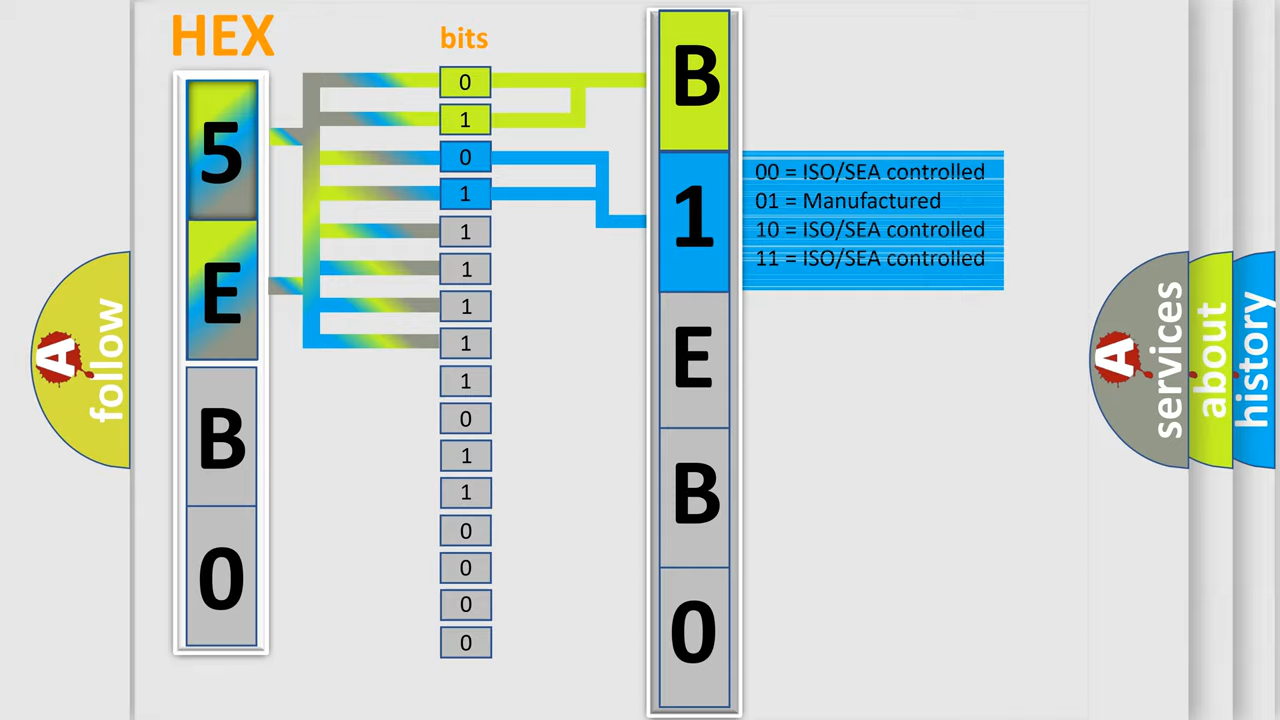 HEX
5
E
B
0
bits
0
1
0
1
1
1
1
1
1
0
1
1
0
0
0
0
B
1
E
B
0
00 = ISO/SEA controlled
01 = Manufactured
10 = ISO/SEA controlled
11 = ISO/SEA controlled
A
follow
A
services
about
history